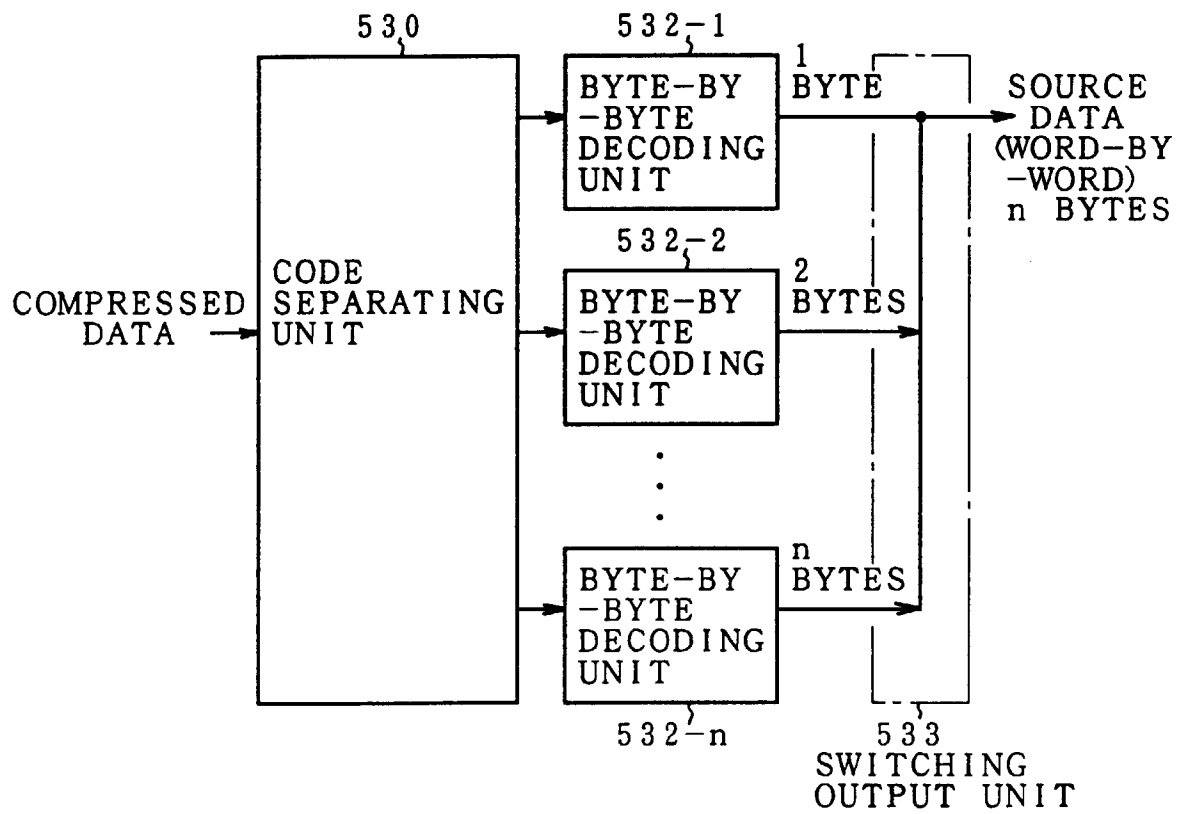 530
532-1
BYTE-BY
-BYTE
DECODING
UNIT
1
BYTE
SOURCE
DATA
(WORD-BY
-WORD)
n BYTES
532-2
CODE
SEPARATING
UNIT
COMPRESSED
DATA
BYTE-BY
-BYTE
DECODING
UNIT
2
BYTES
BYTE-BY
-BYTE
DECODING
UNIT
n
BYTES
532-n
533
SWITCHING
OUTPUT UNIT